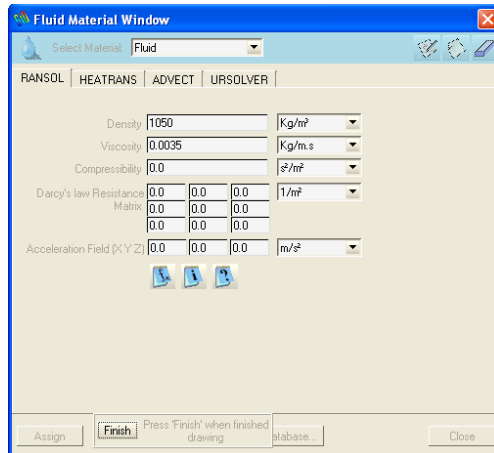 Fluid Material Window
Select Material: Fluid
RANSOL HEATRANS ADVECT URSOLVER
Density 1050 Kg/m³
Viscosity 0.0035 Kg/m.s
Compressibility 0.0 s²/m²
Darcy's law Resistance 0.0 0.0 0.0 1/m²
Matrix 0.0 0.0 0.0
0.0 0.0 0.0
Acceleration Field (X Y Z) 0.0 0.0 0.0 m/s²
Assign Finish Press 'Finish' when finished atabase... Close
drawing